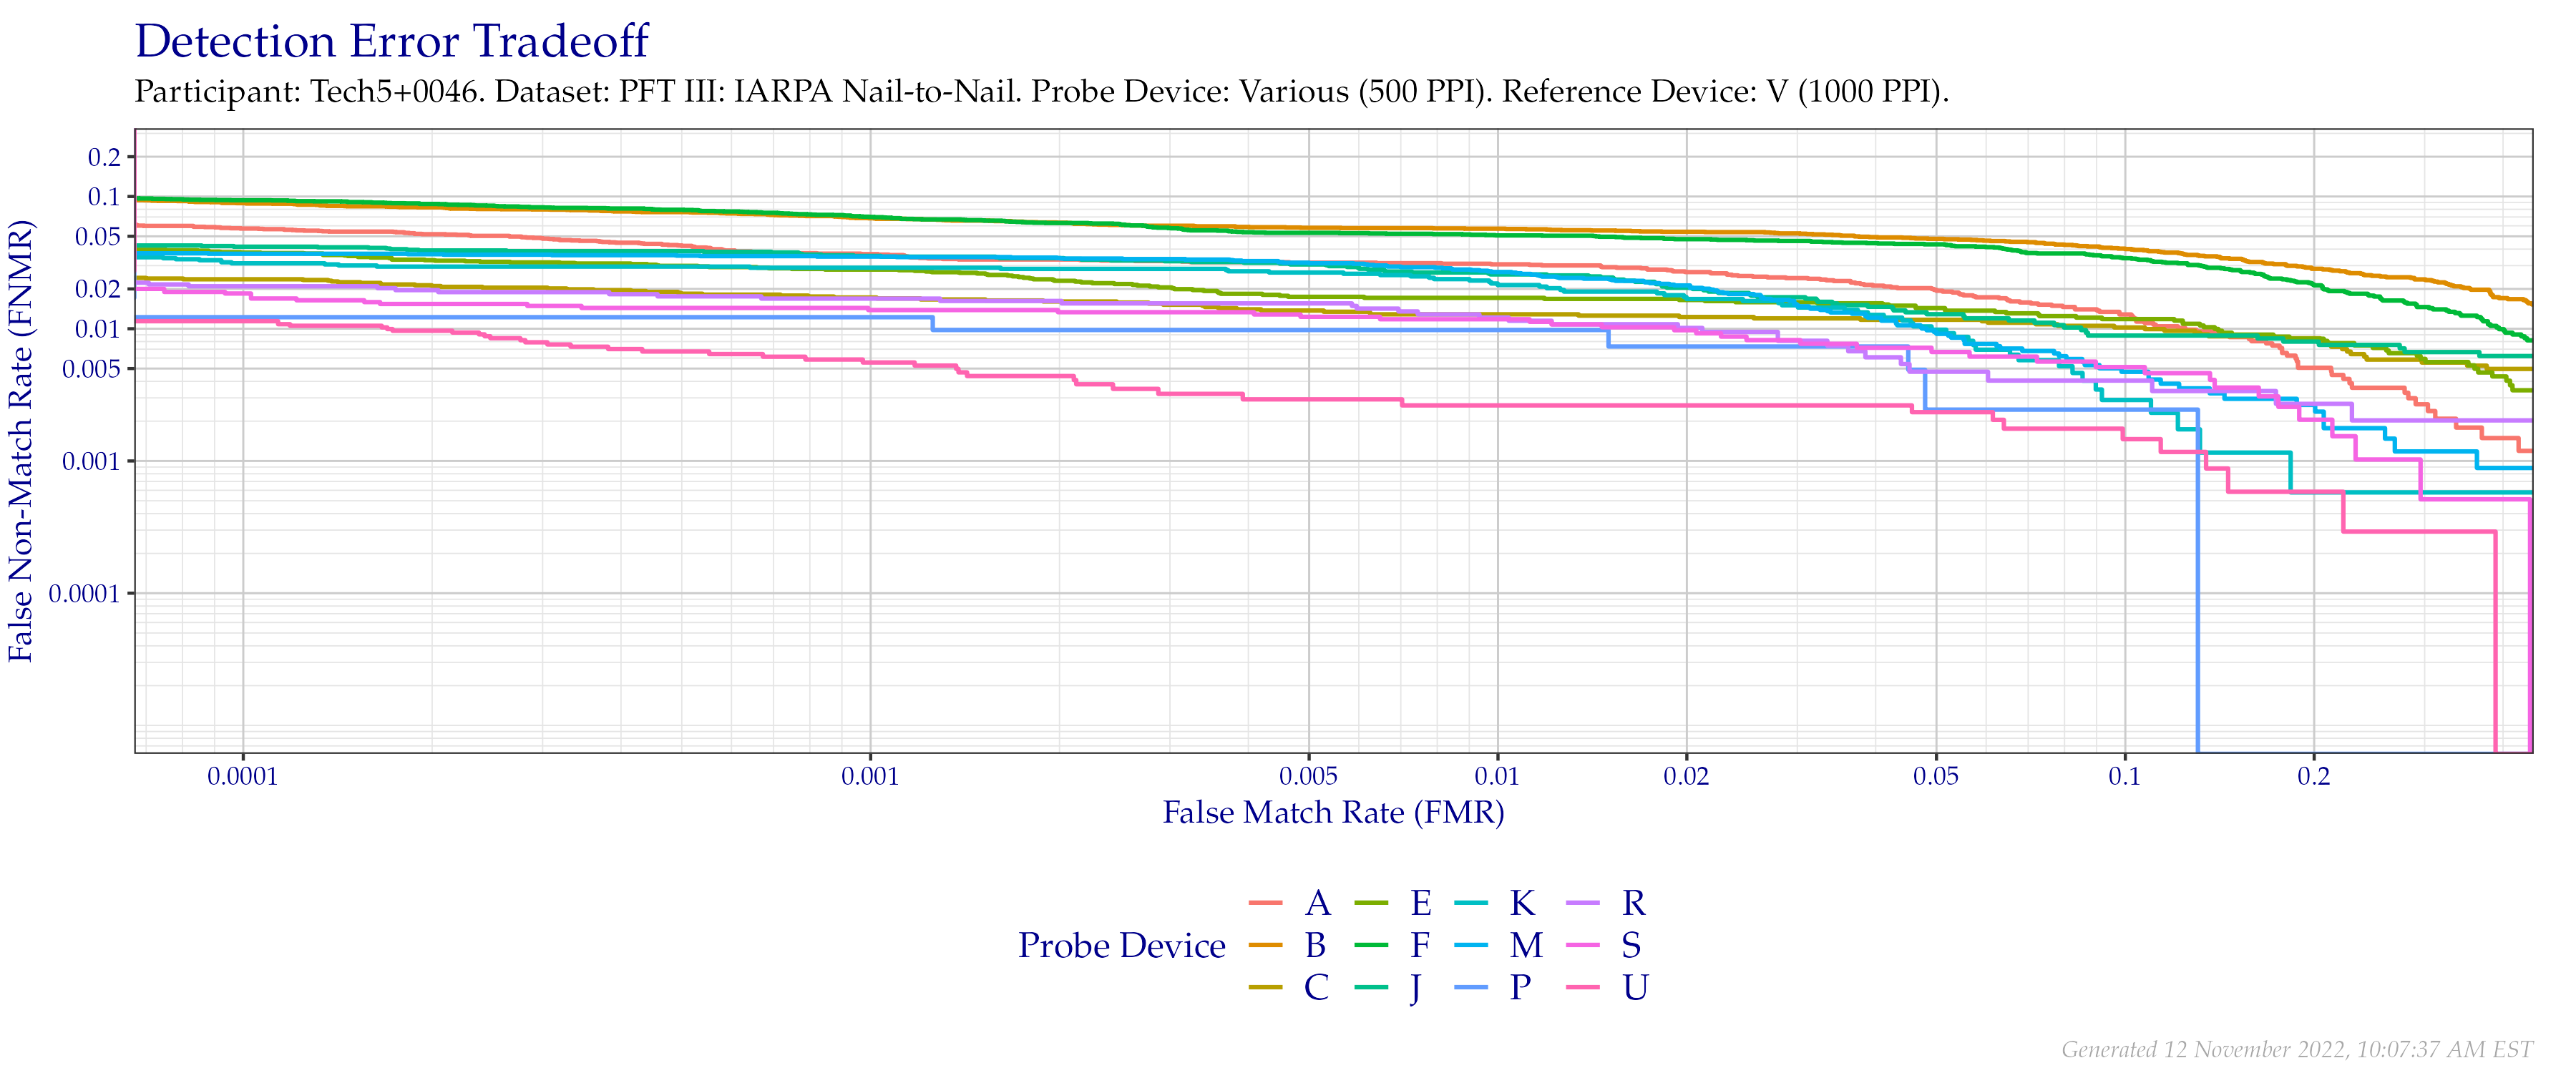 Detection Error Tradeoff
Participant: Tech5+0046. Dataset: PFT III: IARPA Nail-to-Nail. Probe Device: Various (500 PPI). Reference Device: V (1000 PPI).
False Non-Match Rate (FNMR)
0.2
0.1
0.05
0.02
0.01
0.005
0.001
0.0001
0.0001 0.001 0.005 0.01 0.02 0.05 0.1 0.2
False Match Rate (FMR)
Probe Device
A E K R
B F M S
C J P U
Generated 12 November 2022, 10:07:37 AM EST